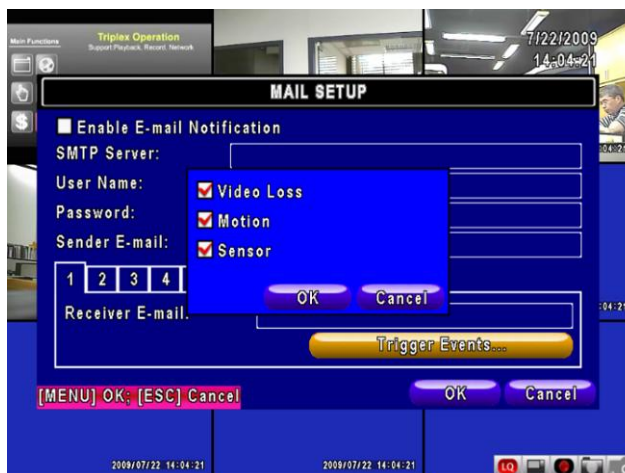 Main Functions
Triplex Operation
Support Playback, Record, Network
7/22/2009
14:04:21
MAIL SETUP
Enable E-mail Notification
SMTP Server:
User Name:
Password:
Sender E-mail:
Video Loss
Motion
Sensor
OK Cancel
1 2 3 4
Receiver E-mail:
Trigger Events...
[MENU] OK; [ESC] Cancel
OK Cancel
2009/07/22 14:04:21
2009/07/22 14:04:21
LQ